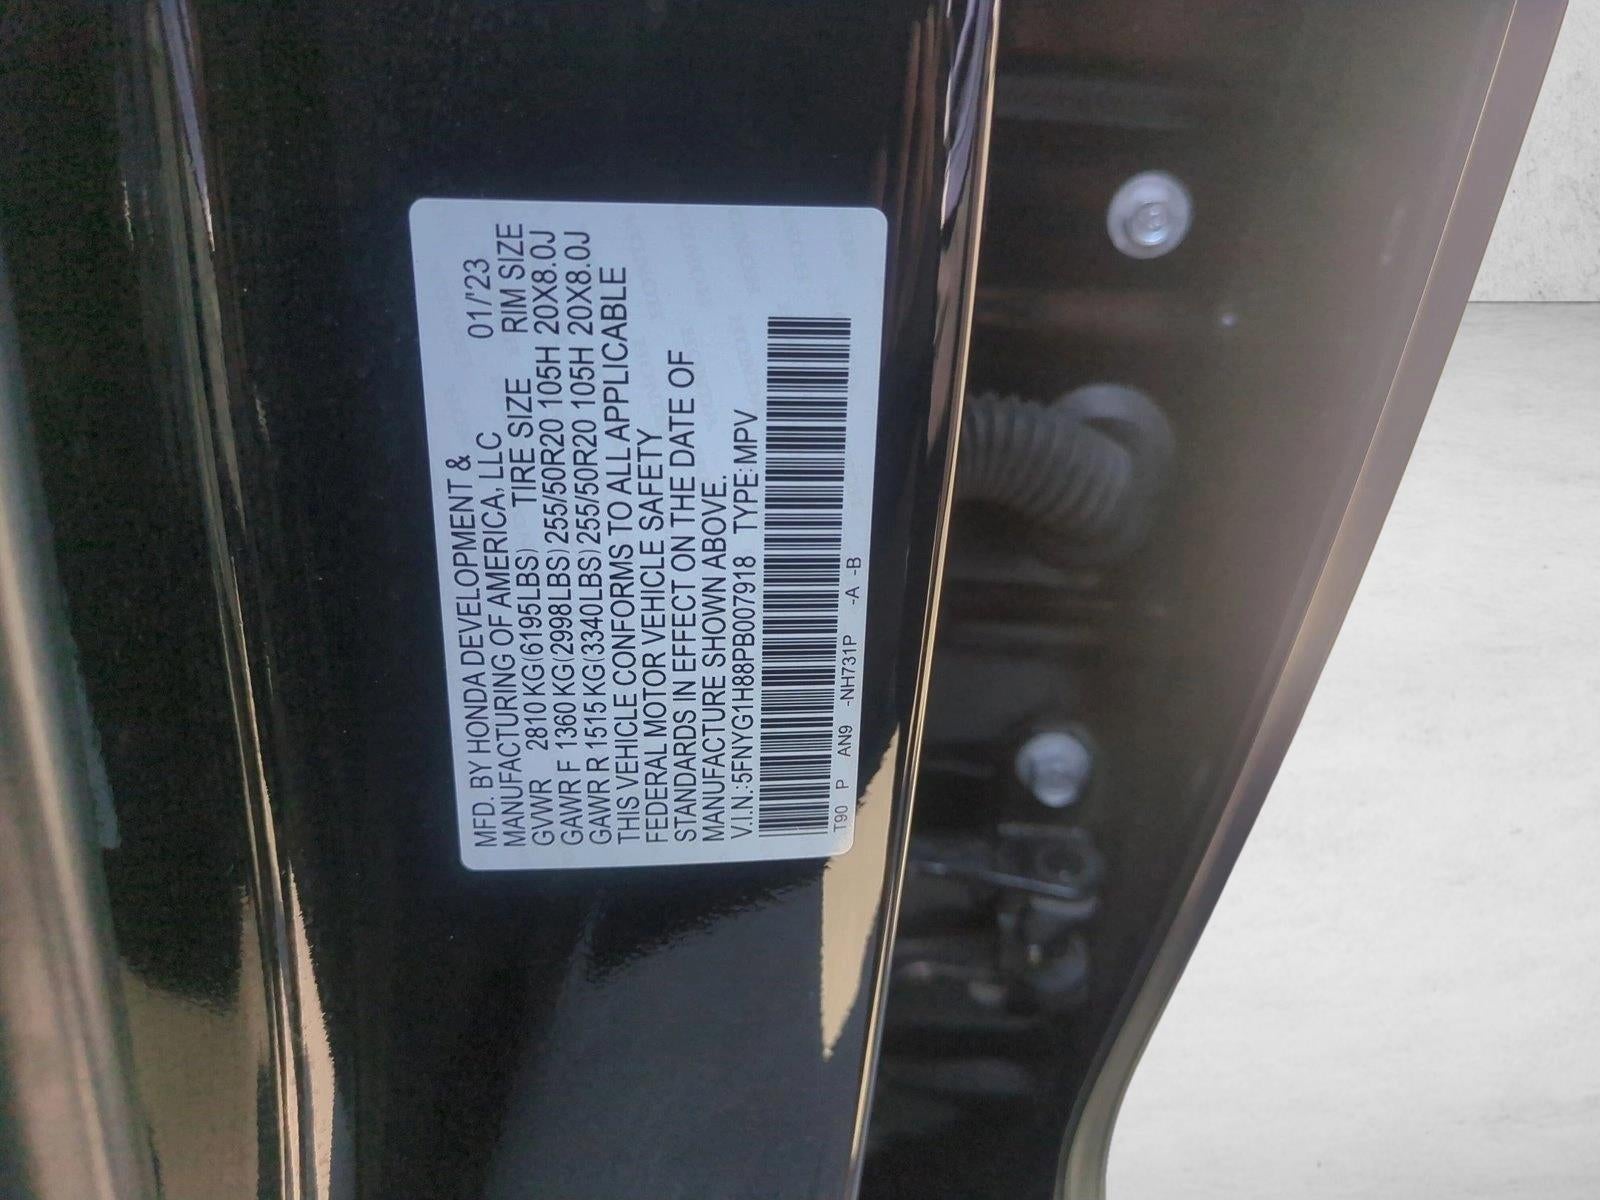 MFD. BY HONDA DEVELOPMENT &
MANUFACTURING OF AMERICA, LLC 01/'23
GVWR 2810 KG(6195LBS) TIRE SIZE RIM SIZE
GAWR F 1360 KG(2998LBS) 255/50R20 105H 20X8.0J
GAWR R 1515 KG(3340LBS) 255/50R20 105H 20X8.0J
THIS VEHICLE CONFORMS TO ALL APPLICABLE
FEDERAL MOTOR VEHICLE SAFETY
STANDARDS IN EFFECT ON THE DATE OF
MANUFACTURE SHOWN ABOVE.
V.I.N.:5FNYG1H88PB007918 TYPE:MPV
T90 P AN9 -NH731P -A -B